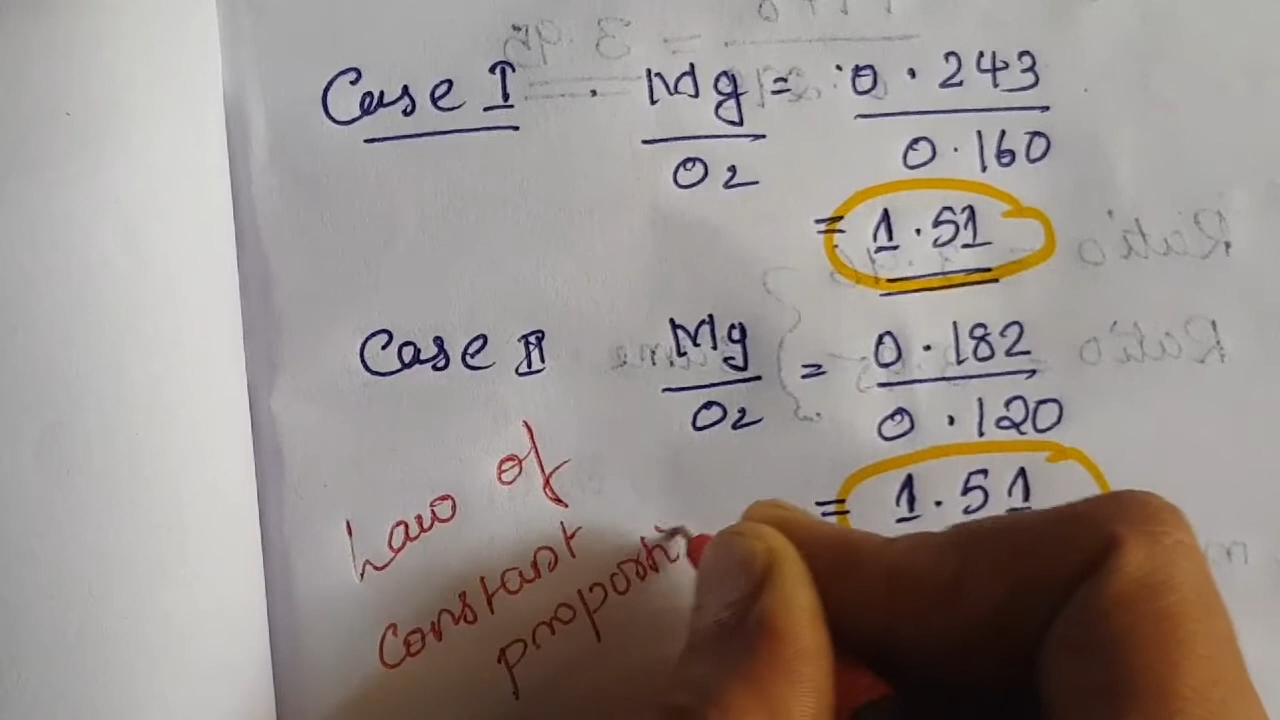 Case I . Mg = 0.243
O2 0.160
= 1.51
Case II Mg = 0.182
O2 0.120
= 1.51
Law of
constant
proporti